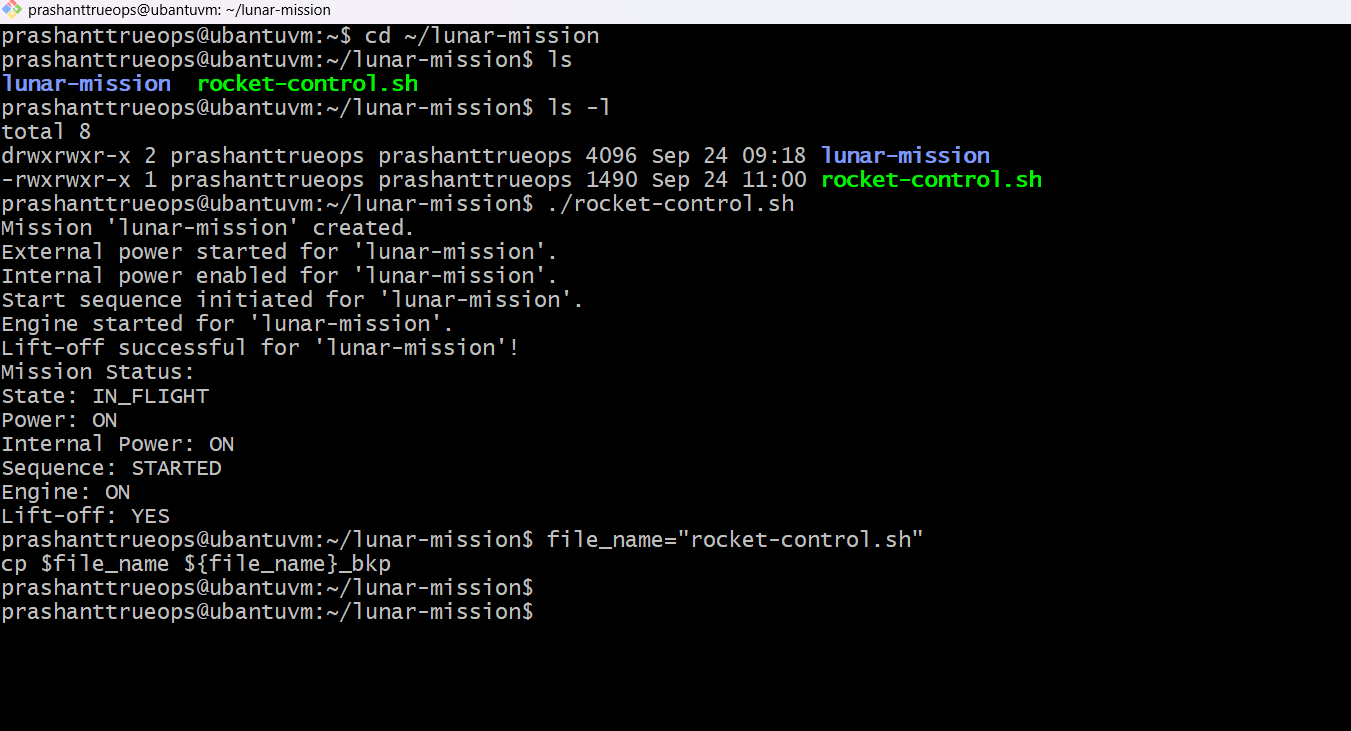 prashanttrueops@ubantuvm: ~/lunar-mission
prashanttrueops@ubantuvm:~$ cd ~/lunar-mission
prashanttrueops@ubantuvm:~/lunar-mission$ ls
lunar-mission  rocket-control.sh
prashanttrueops@ubantuvm:~/lunar-mission$ ls -l
total 8
drwxrwxr-x 2 prashanttrueops prashanttrueops 4096 Sep 24 09:18 lunar-mission
-rwxrwxr-x 1 prashanttrueops prashanttrueops 1490 Sep 24 11:00 rocket-control.sh
prashanttrueops@ubantuvm:~/lunar-mission$ ./rocket-control.sh
Mission 'lunar-mission' created.
External power started for 'lunar-mission'.
Internal power enabled for 'lunar-mission'.
Start sequence initiated for 'lunar-mission'.
Engine started for 'lunar-mission'.
Lift-off successful for 'lunar-mission'!
Mission Status:
State: IN_FLIGHT
Power: ON
Internal Power: ON
Sequence: STARTED
Engine: ON
Lift-off: YES
prashanttrueops@ubantuvm:~/lunar-mission$ file_name="rocket-control.sh"
cp $file_name ${file_name}_bkp
prashanttrueops@ubantuvm:~/lunar-mission$
prashanttrueops@ubantuvm:~/lunar-mission$